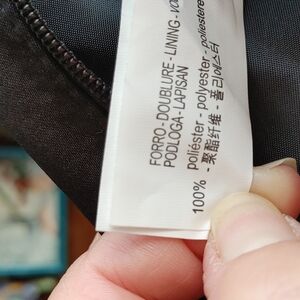 FORRO - DOUBLURE - LINING -
PODLOGA - LAPISAN
100% poliéster - polyester -
- 聚酯纤维 - 폴리에스터